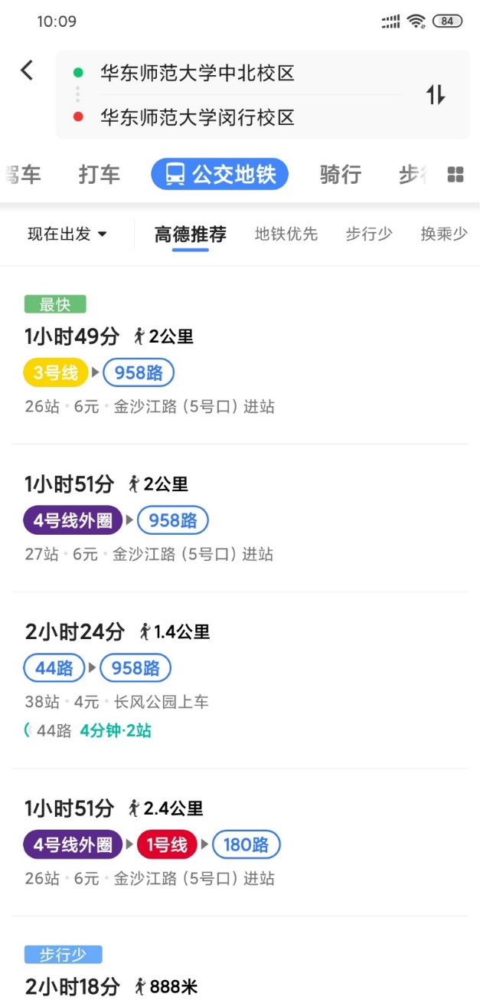 10:09 84
华东师范大学中北校区
华东师范大学闵行校区
驾车 打车 公交地铁 骑行 步行
现在出发 高德推荐 地铁优先 步行少 换乘少
最快
1小时49分 2公里
3号线 958路
26站·6元·金沙江路(5号口)进站
1小时51分 2公里
4号线外圈 958路
27站·6元·金沙江路(5号口)进站
2小时24分 1.4公里
44路 958路
38站·4元·长风公园上车
44路 4分钟·2站
1小时51分 2.4公里
4号线外圈 1号线 180路
26站·6元·金沙江路(5号口)进站
步行少
2小时18分 888米